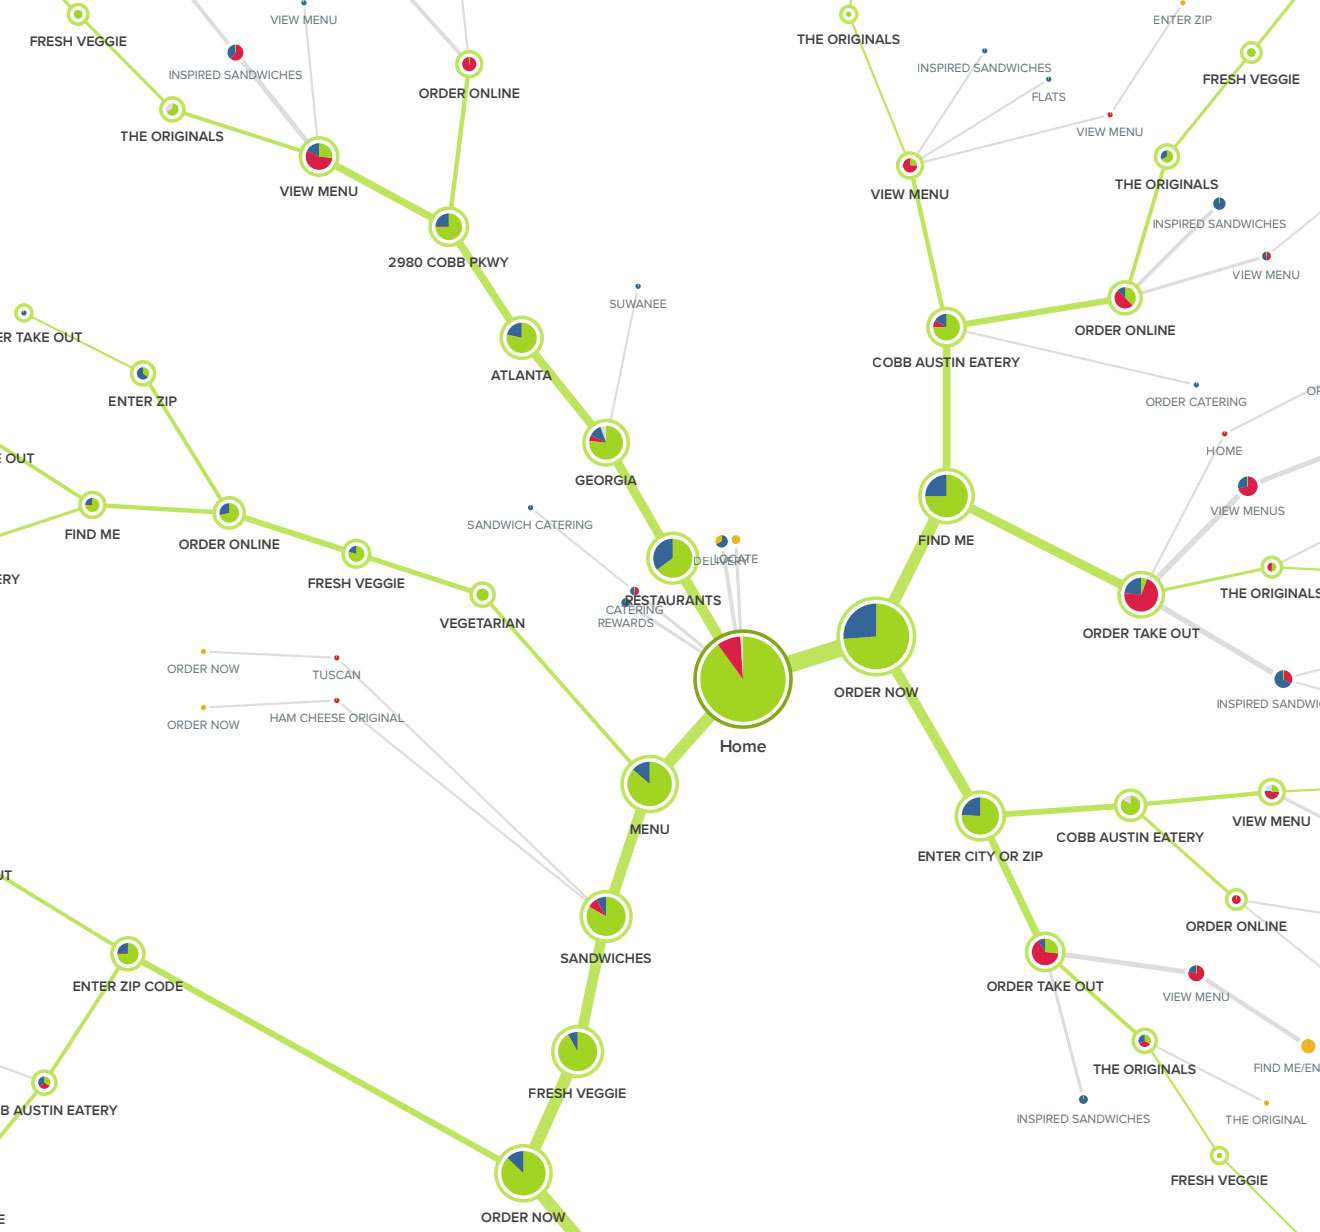 VIEW MENU
ENTER ZIP
FRESH VEGGIE
THE ORIGINALS
INSPIRED SANDWICHES
INSPIRED SANDWICHES
FRESH VEGGIE
ORDER ONLINE
FLATS
THE ORIGINALS
VIEW MENU
VIEW MENU
VIEW MENU
THE ORIGINALS
INSPIRED SANDWICHES
2980 COBB PKWY
VIEW MENU
SUWANEE
ORDER ONLINE
ER TAKE OUT
COBB AUSTIN EATERY
ATLANTA
OR
ENTER ZIP
ORDER CATERING
HOME
E OUT
GEORGIA
VIEW MENUS
SANDWICH CATERING
FIND ME
FIND ME
ORDER ONLINE
DELIVERY
LOCATE
ERY
FRESH VEGGIE
THE ORIGINALS
RESTAURANTS
CATERING
REWARDS
VEGETARIAN
ORDER TAKE OUT
ORDER NOW
TUSCAN
ORDER NOW
INSPIRED SANDWI
HAM CHEESE ORIGINAL
ORDER NOW
Home
VIEW MENU
MENU
COBB AUSTIN EATERY
ENTER CITY OR ZIP
UT
ORDER ONLINE
SANDWICHES
ENTER ZIP CODE
ORDER TAKE OUT
VIEW MENU
FIND ME/EN
THE ORIGINALS
FRESH VEGGIE
B AUSTIN EATERY
INSPIRED SANDWICHES
THE ORIGINAL
FRESH VEGGIE
ORDER NOW
E